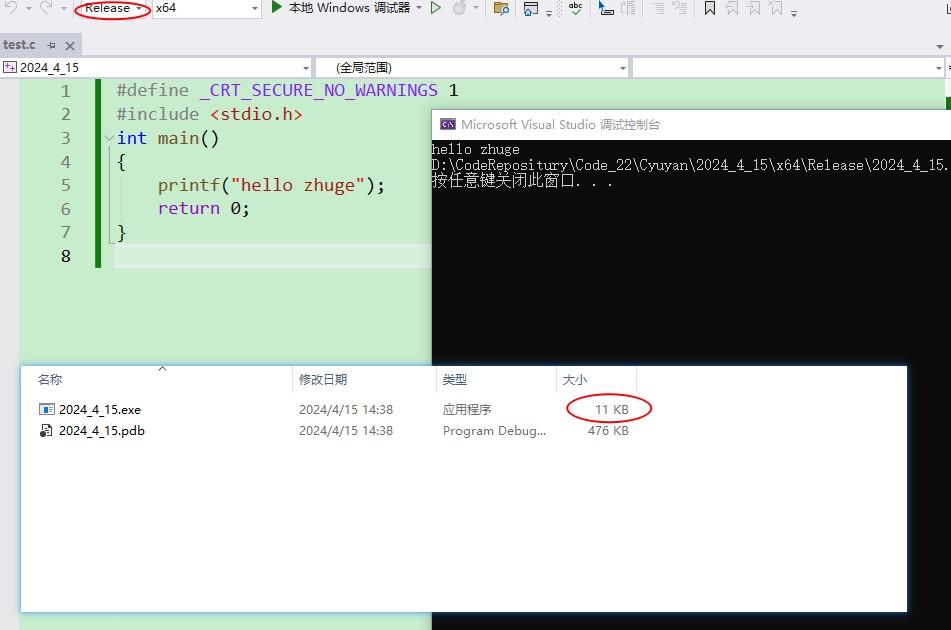 Release x64 本地 Windows 调试器
test.c
2024_4_15 (全局范围)
1 #define _CRT_SECURE_NO_WARNINGS 1
2 #include <stdio.h>
3 int main()
4 {
5 printf("hello zhuge");
6 return 0;
7 }
8
Microsoft Visual Studio 调试控制台
hello zhuge
D:\CodeRepositury\Code_22\Cyuyan\2024_4_15\x64\Release\2024_4_15.
按任意键关闭此窗口. . .
名称 修改日期 类型 大小
2024_4_15.exe 2024/4/15 14:38 应用程序 11 KB
2024_4_15.pdb 2024/4/15 14:38 Program Debug... 476 KB